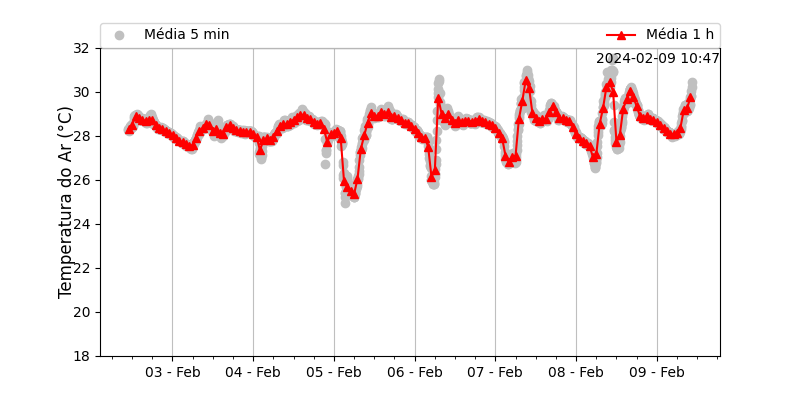 Média 5 min
Média 1 h
2024-02-09 10:47
Temperatura do Ar (°C)
32
30
28
26
24
22
20
18
03 - Feb
04 - Feb
05 - Feb
06 - Feb
07 - Feb
08 - Feb
09 - Feb